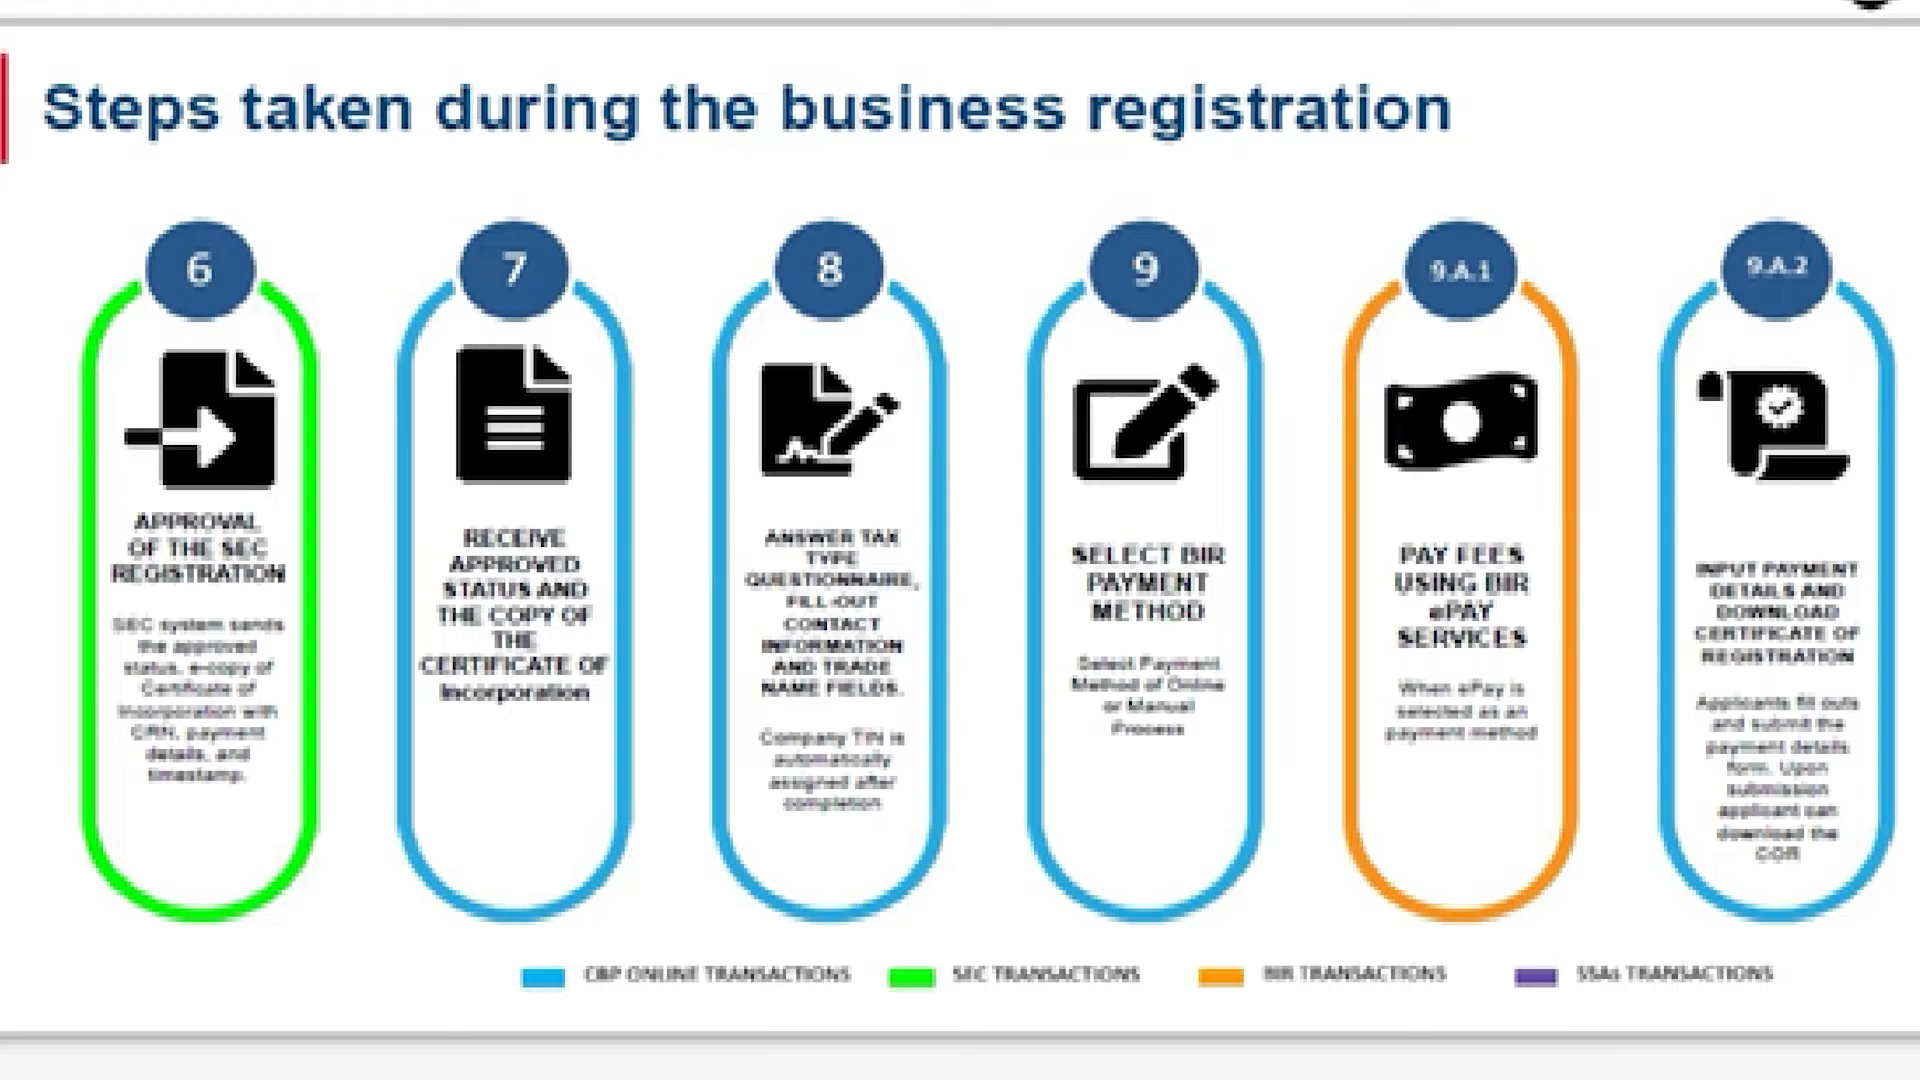 Steps taken during the business registration
6
APPROVAL
OF THE SEC
REGISTRATION
SEC system sends
the approved
status, e-copy of
Certificate of
Incorporation with
CRN, payment
details, and
timestamp.
7
RECEIVE
APPROVED
STATUS AND
THE COPY OF
THE
CERTIFICATE OF
Incorporation
8
ANSWER TAX
TYPE
QUESTIONNAIRE,
FILL-OUT
CONTACT
INFORMATION
AND TRADE
NAME FIELDS.
Company TIN is
automatically
assigned after
completion
9
SELECT BIR
PAYMENT
METHOD
Select Payment
Method of Online
or Manual
Process
9.A.1
PAY FEES
USING BIR
ePAY
SERVICES
When ePay is
selected as an
payment method
9.A.2
INPUT PAYMENT
DETAILS AND
DOWNLOAD
CERTIFICATE OF
REGISTRATION
Applicants fill outs
and submit the
payment details
form. Upon
submission
applicant can
download the
COR
CBP ONLINE TRANSACTIONS
SEC TRANSACTIONS
BIR TRANSACTIONS
SSAs TRANSACTIONS